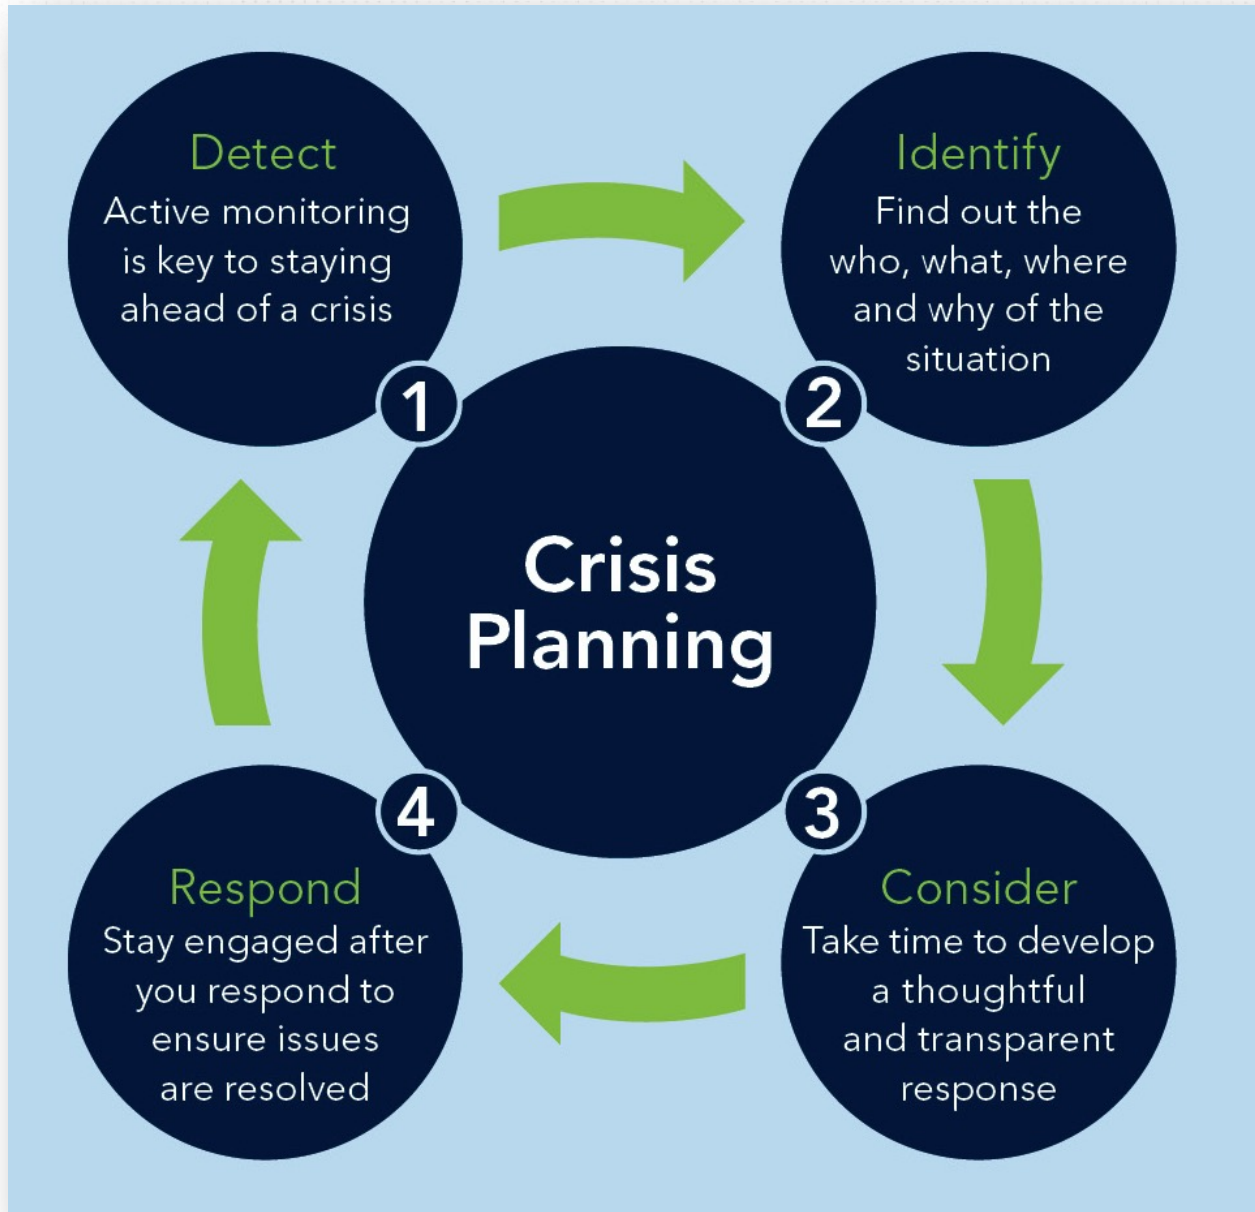 Detect
Active monitoring
is key to staying
ahead of a crisis
1
Identify
Find out the
who, what, where
and why of the
situation
2
Crisis
Planning
3
Consider
Take time to develop
a thoughtful
and transparent
response
4
Respond
Stay engaged after
you respond to
ensure issues
are resolved